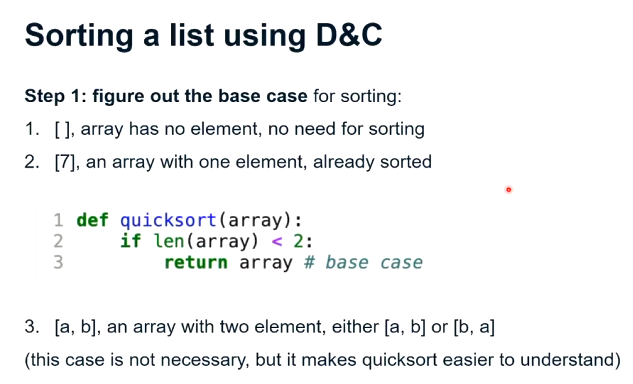 Sorting a list using D&C
Step 1: figure out the base case for sorting:
1. [ ], array has no element, no need for sorting
2. [7], an array with one element, already sorted
1 def quicksort(array):
2     if len(array) < 2:
3         return array # base case
3. [a, b], an array with two element, either [a, b] or [b, a]
(this case is not necessary, but it makes quicksort easier to understand)